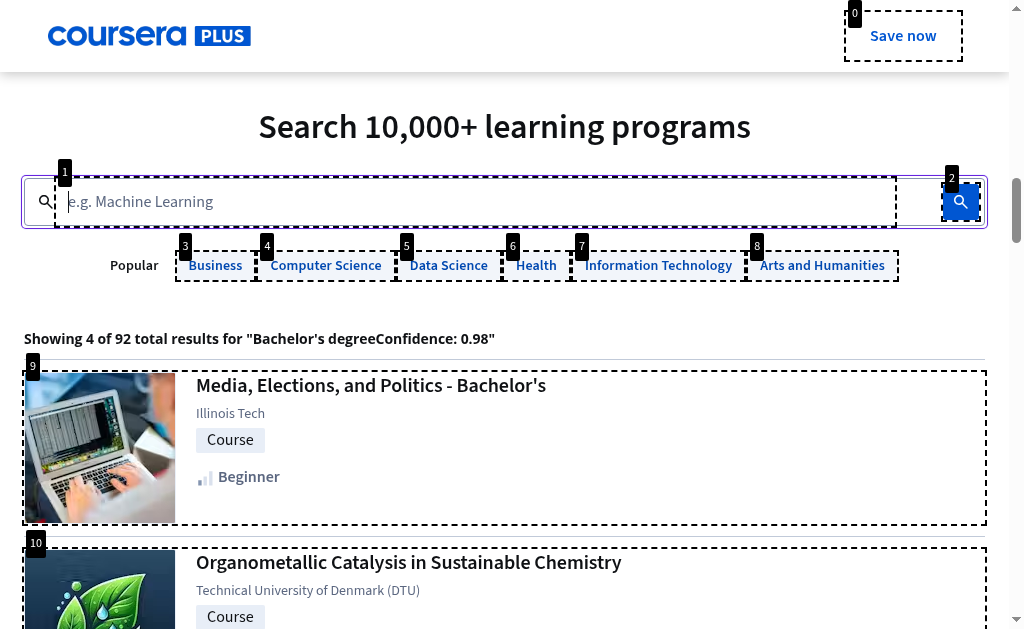 coursera PLUS
0
Save now
Search 10,000+ learning programs
1
e.g. Machine Learning
2
Popular
3
Business
4
Computer Science
5
Data Science
6
Health
7
Information Technology
8
Arts and Humanities
Showing 4 of 92 total results for "Bachelor's degreeConfidence: 0.98"
9
Media, Elections, and Politics - Bachelor's
Illinois Tech
Course
Beginner
10
Organometallic Catalysis in Sustainable Chemistry
Technical University of Denmark (DTU)
Course